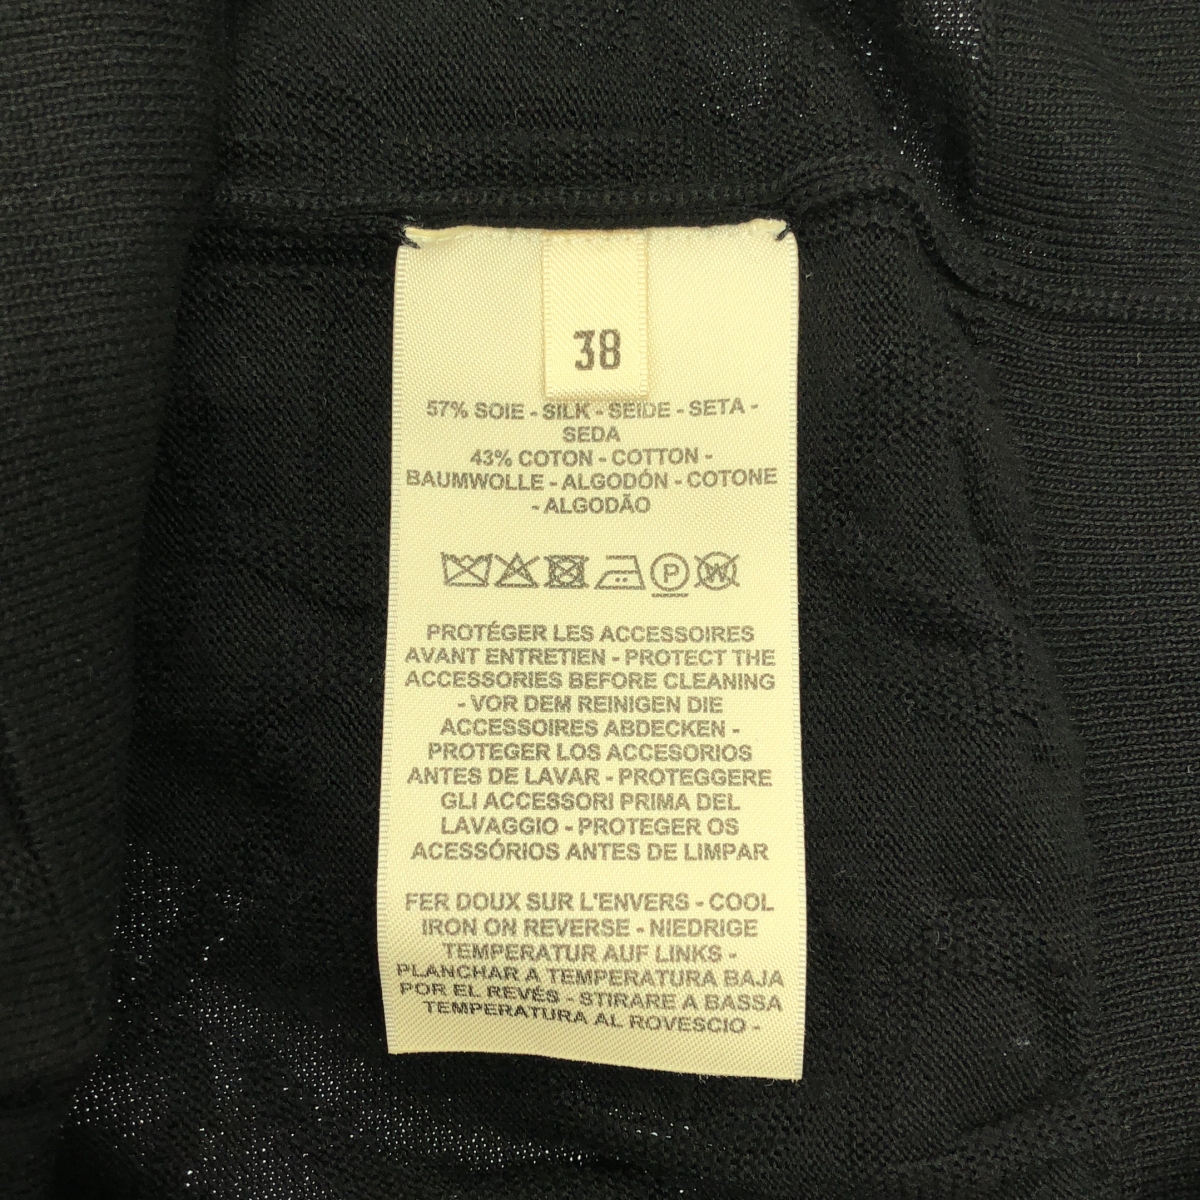 38
57% SOIE - SILK - SEIDE - SETA -
SEDA
43% COTON - COTTON -
BAUMWOLLE - ALGODÓN - COTONE
- ALGODÃO
P W
PROTÉGER LES ACCESSOIRES
AVANT ENTRETIEN - PROTECT THE
ACCESSORIES BEFORE CLEANING
- VOR DEM REINIGEN DIE
ACCESSOIRES ABDECKEN -
PROTEGER LOS ACCESORIOS
ANTES DE LAVAR - PROTEGGERE
GLI ACCESSORI PRIMA DEL
LAVAGGIO - PROTEGER OS
ACESSÓRIOS ANTES DE LIMPAR
FER DOUX SUR L'ENVERS - COOL
IRON ON REVERSE - NIEDRIGE
TEMPERATUR AUF LINKS -
PLANCHAR A TEMPERATURA BAJA
POR EL REVÉS - STIRARE A BASSA
TEMPERATURA AL ROVESCIO -